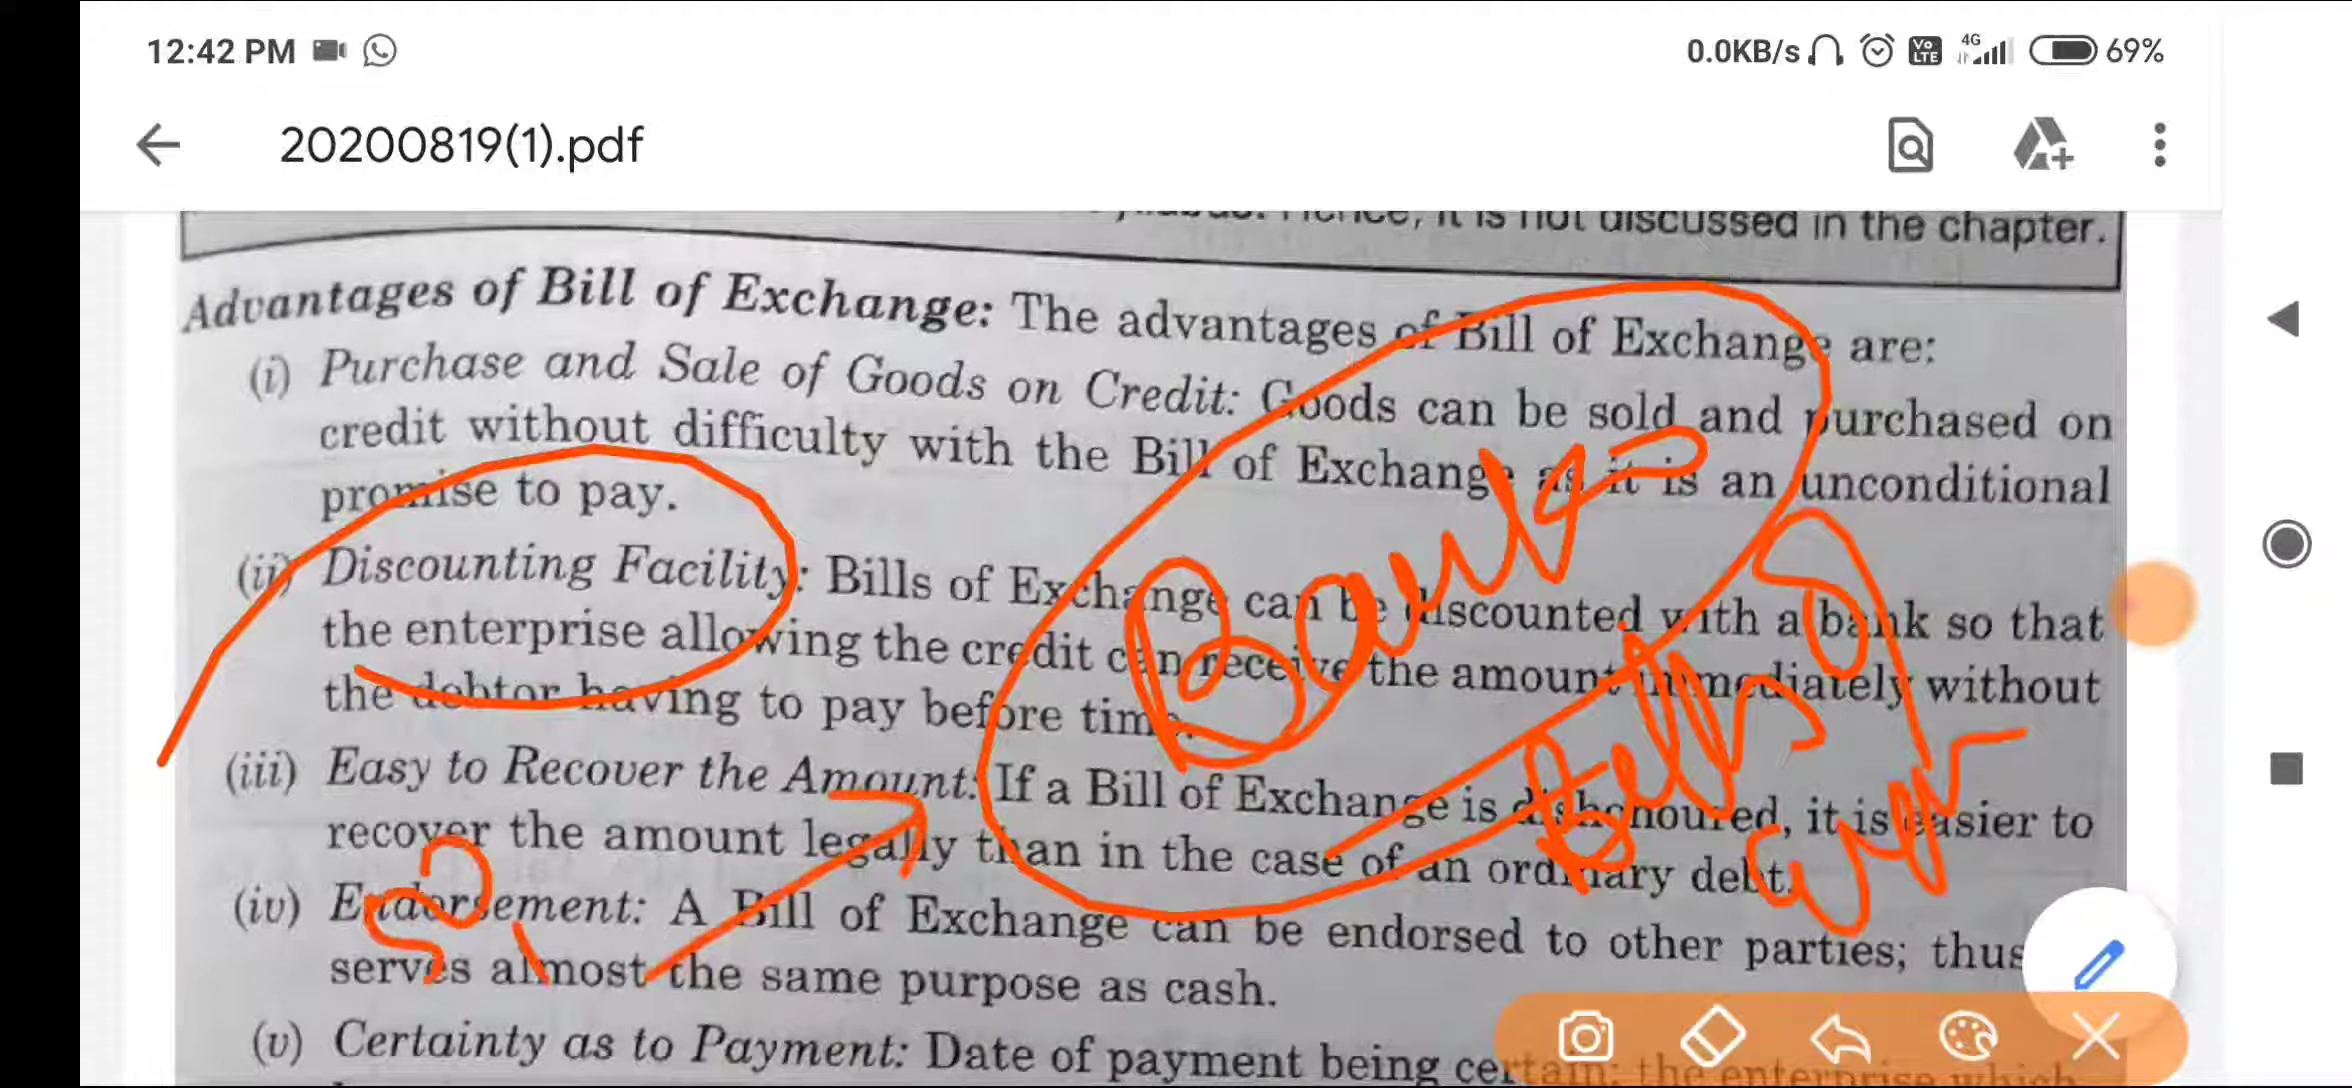 12:42 PM
0.0KB/s Vo LTE 4G 69%
20200819(1).pdf
Hence, it is not discussed in the chapter.
Advantages of Bill of Exchange: The advantages of Bill of Exchange are:
(i) Purchase and Sale of Goods on Credit: Goods can be sold and purchased on
credit without difficulty with the Bill of Exchange as it is an unconditional
promise to pay.
(ii) Discounting Facility: Bills of Exchange can be discounted with a bank so that
the enterprise allowing the credit can receive the amount immediately without
the debtor having to pay before time.
(iii) Easy to Recover the Amount: If a Bill of Exchange is dishonoured, it is easier to
recover the amount legally than in the case of an ordinary debt.
(iv) Endorsement: A Bill of Exchange can be endorsed to other parties; thus
serves almost the same purpose as cash.
(v) Certainty as to Payment: Date of payment being certain; the enterprise which
Bank
Bills